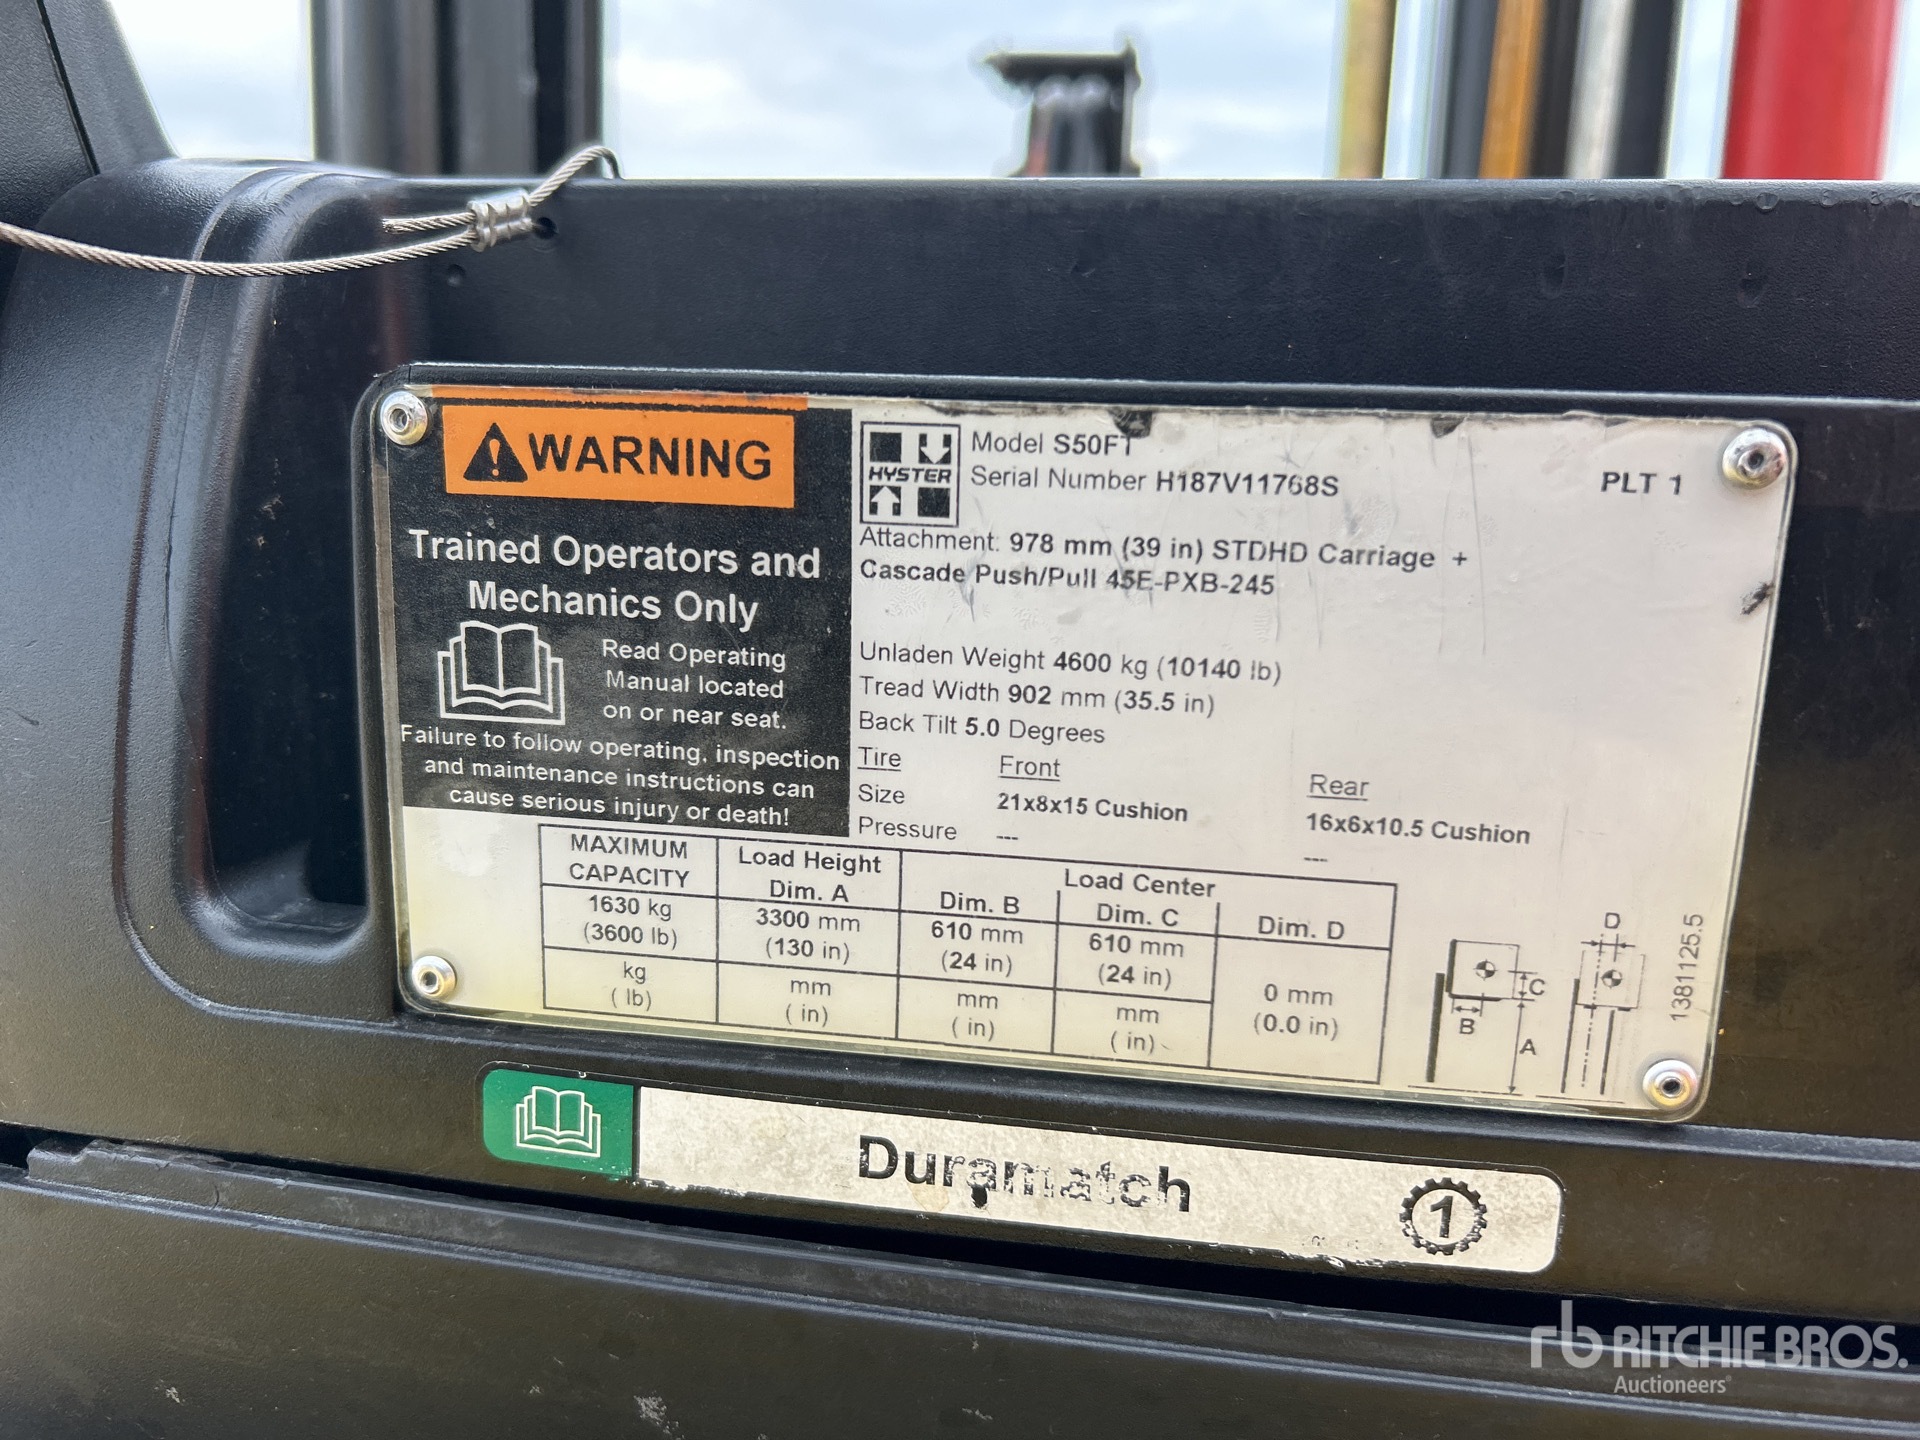 WARNING
Trained Operators and
Mechanics Only
Read Operating
Manual located
on or near seat.
Failure to follow operating, inspection
and maintenance instructions can
cause serious injury or death!
HYSTER
Model S50FT
Serial Number H187V11768S
PLT 1
Attachment: 978 mm (39 in) STDHD Carriage +
Cascade Push/Pull 45E-PXB-245
Unladen Weight 4600 kg (10140 lb)
Tread Width 902 mm (35.5 in)
Back Tilt 5.0 Degrees
Tire Front Rear
Size 21x8x15 Cushion 16x6x10.5 Cushion
Pressure --- ---
MAXIMUM CAPACITY Load Height Dim. A Load Center
Dim. B Dim. C Dim. D
1630 kg 3300 mm 610 mm 610 mm 0 mm
(3600 lb) (130 in) (24 in) (24 in) (0.0 in)
kg mm mm mm
( lb) ( in) ( in) ( in)
D
C
B
A
1381125.5
Duramatch
1
rb RITCHIE BROS.
Auctioneers